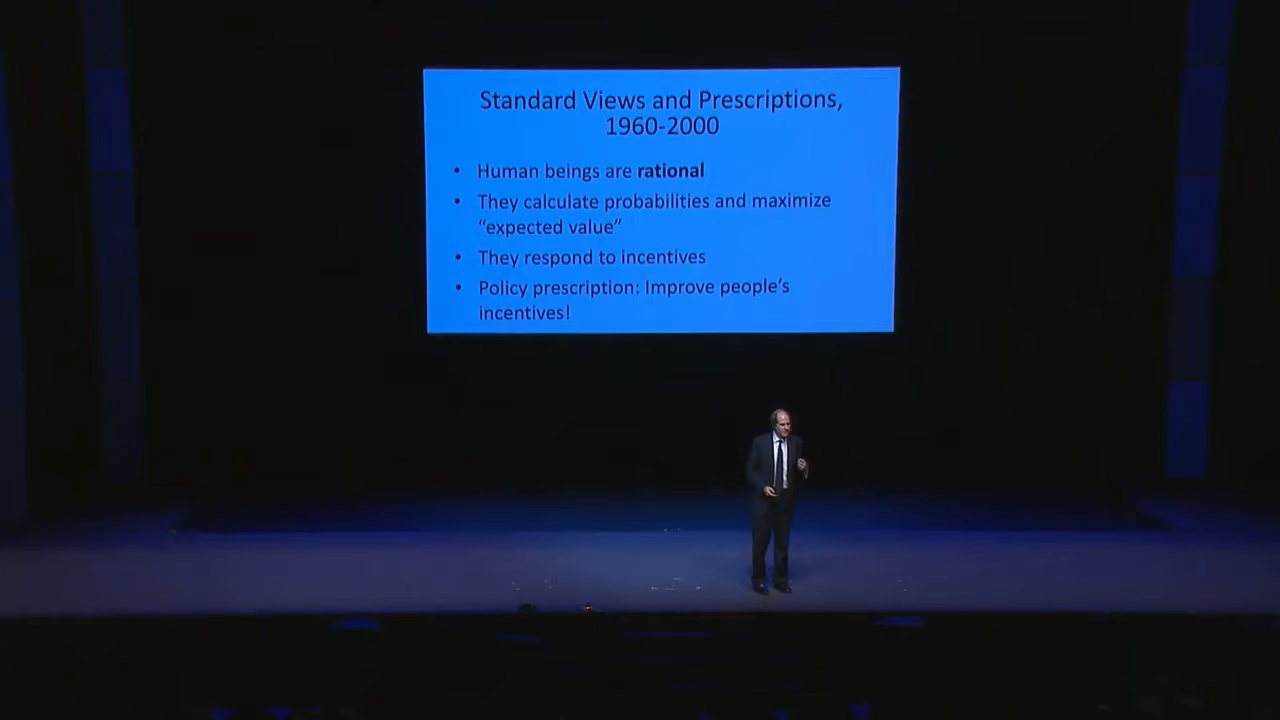 Standard Views and Prescriptions,
1960-2000
• Human beings are rational
• They calculate probabilities and maximize
“expected value”
• They respond to incentives
• Policy prescription: Improve people’s
incentives!